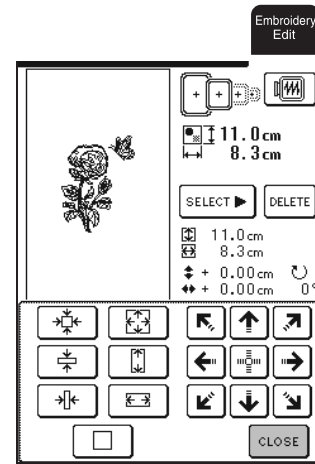 Embroidery
Edit
11.0cm
8.3cm
SELECT
DELETE
11.0cm
8.3cm
+ 0.00cm
+ 0.00cm 0°
CLOSE